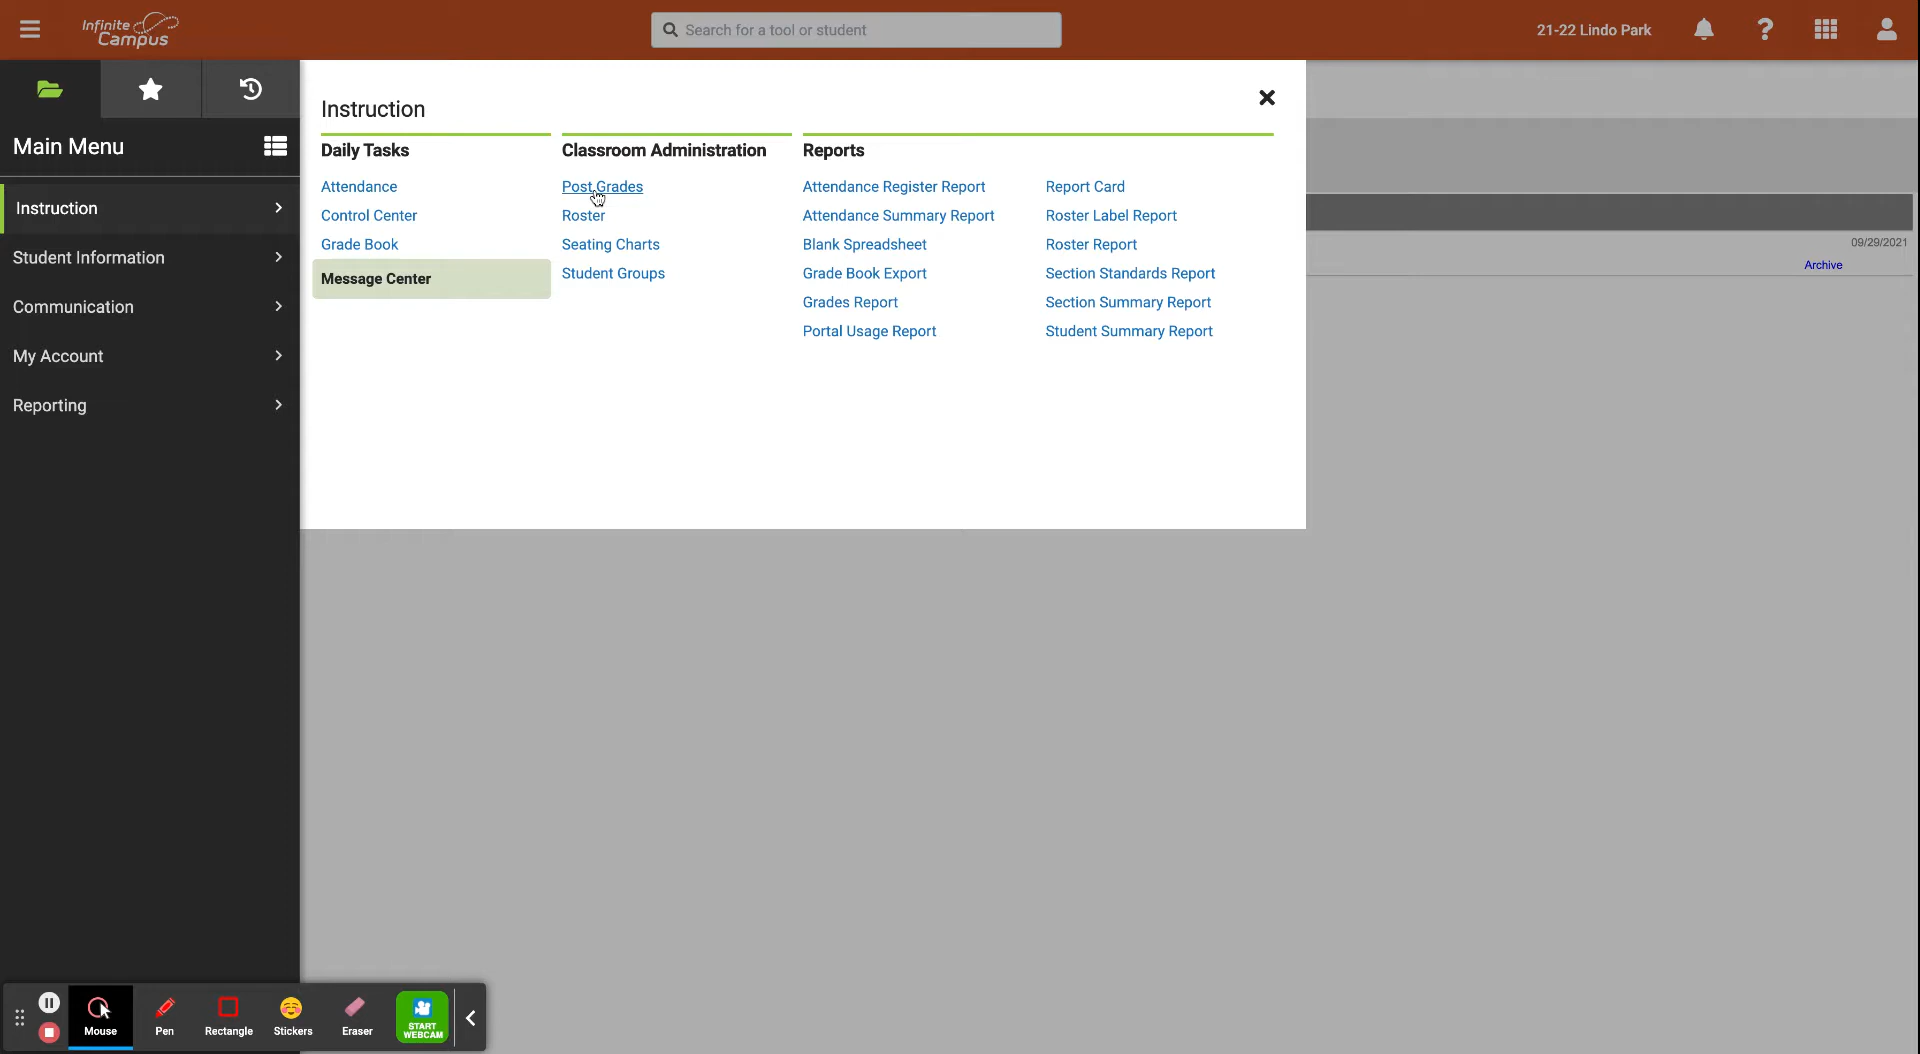 Infinite
Campus
Search for a tool or student
21-22 Lindo Park
Main Menu
Instruction
Student Information
Communication
My Account
Reporting
Instruction
Daily Tasks
Attendance
Control Center
Grade Book
Message Center
Classroom Administration
Post Grades
Roster
Seating Charts
Student Groups
Reports
Attendance Register Report
Attendance Summary Report
Blank Spreadsheet
Grade Book Export
Grades Report
Portal Usage Report
Report Card
Roster Label Report
Roster Report
Section Standards Report
Section Summary Report
Student Summary Report
09/29/2021
Archive
Mouse
Pen
Rectangle
Stickers
Eraser
START
WEBCAM